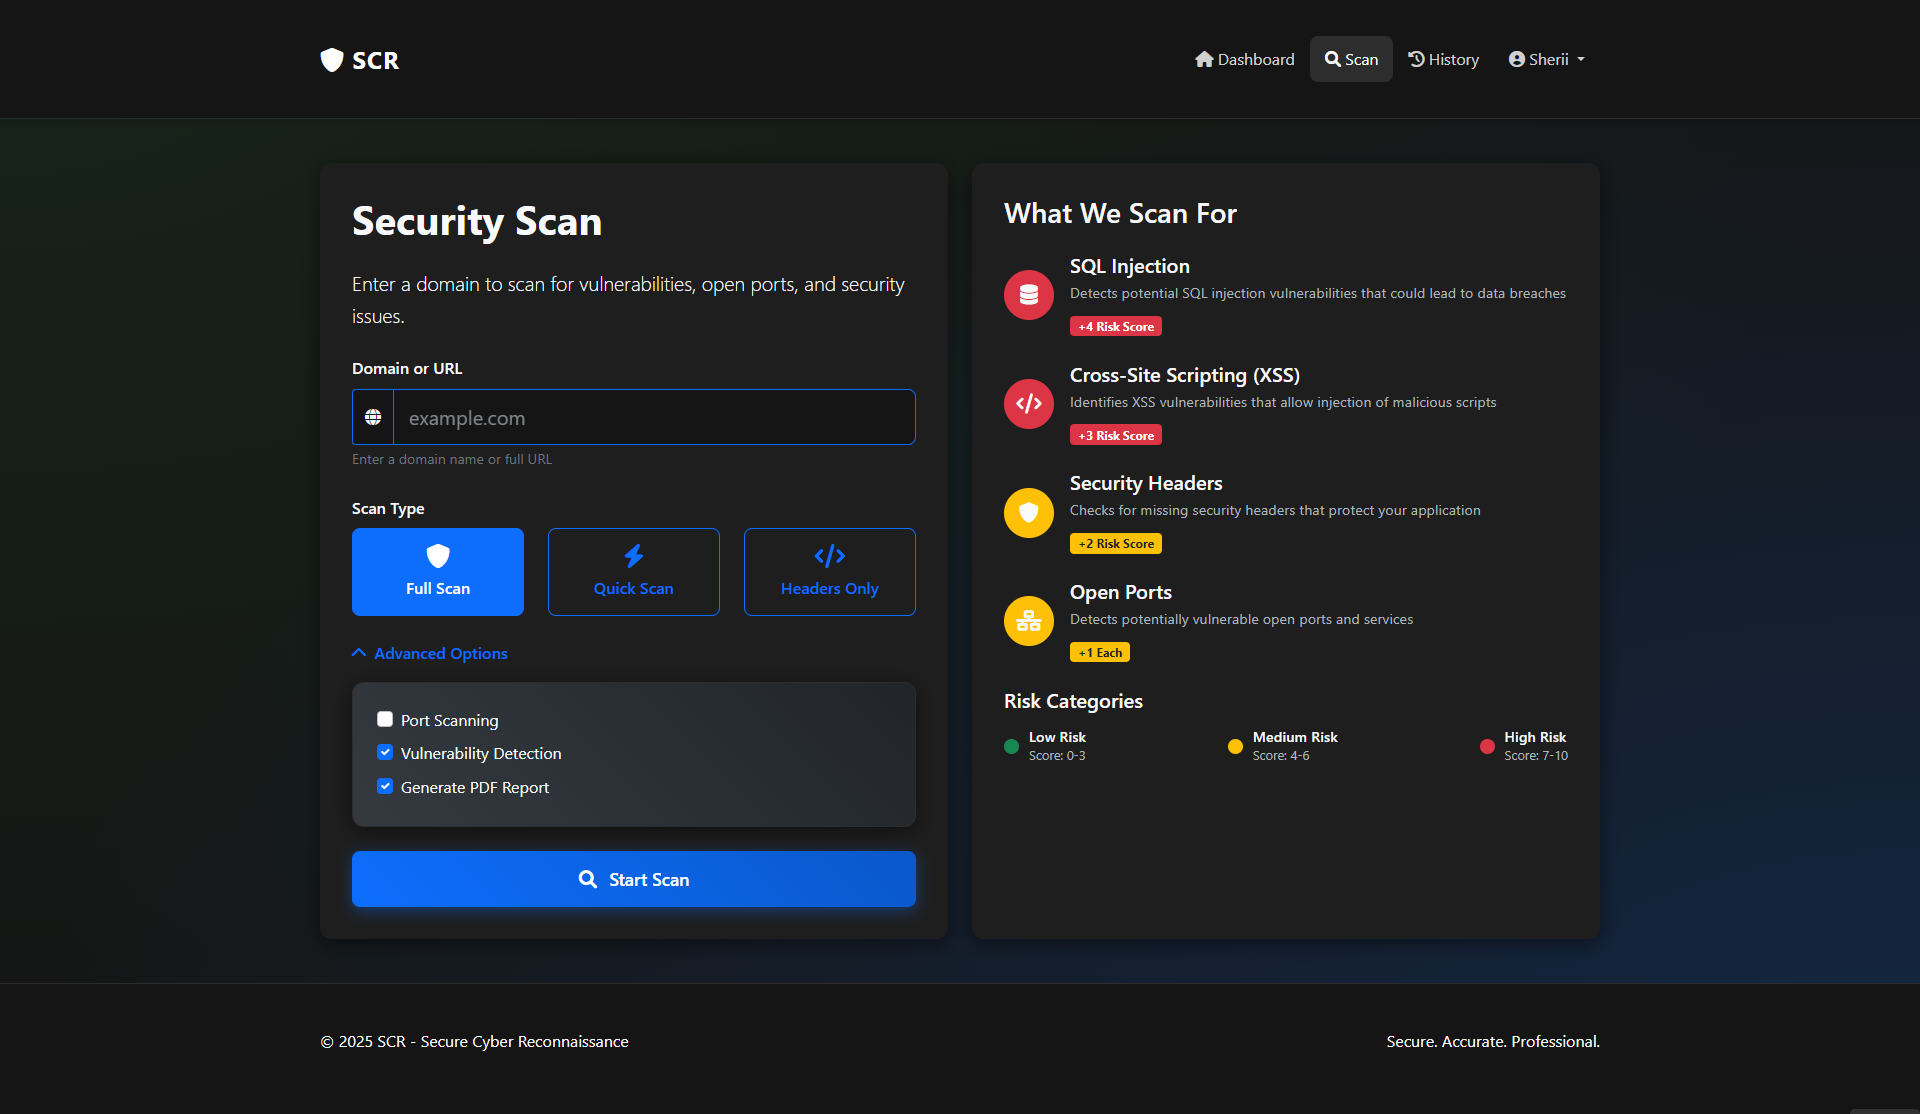 SCR
Dashboard
Scan
History
Sherii
Security Scan
Enter a domain to scan for vulnerabilities, open ports, and security
issues.
Domain or URL
example.com
Enter a domain name or full URL
Scan Type
Full Scan
Quick Scan
Headers Only
Advanced Options
Port Scanning
Vulnerability Detection
Generate PDF Report
Start Scan
What We Scan For
SQL Injection
Detects potential SQL injection vulnerabilities that could lead to data breaches
+4 Risk Score
Cross-Site Scripting (XSS)
Identifies XSS vulnerabilities that allow injection of malicious scripts
+3 Risk Score
Security Headers
Checks for missing security headers that protect your application
+2 Risk Score
Open Ports
Detects potentially vulnerable open ports and services
+1 Each
Risk Categories
Low Risk
Score: 0-3
Medium Risk
Score: 4-6
High Risk
Score: 7-10
© 2025 SCR - Secure Cyber Reconnaissance
Secure. Accurate. Professional.